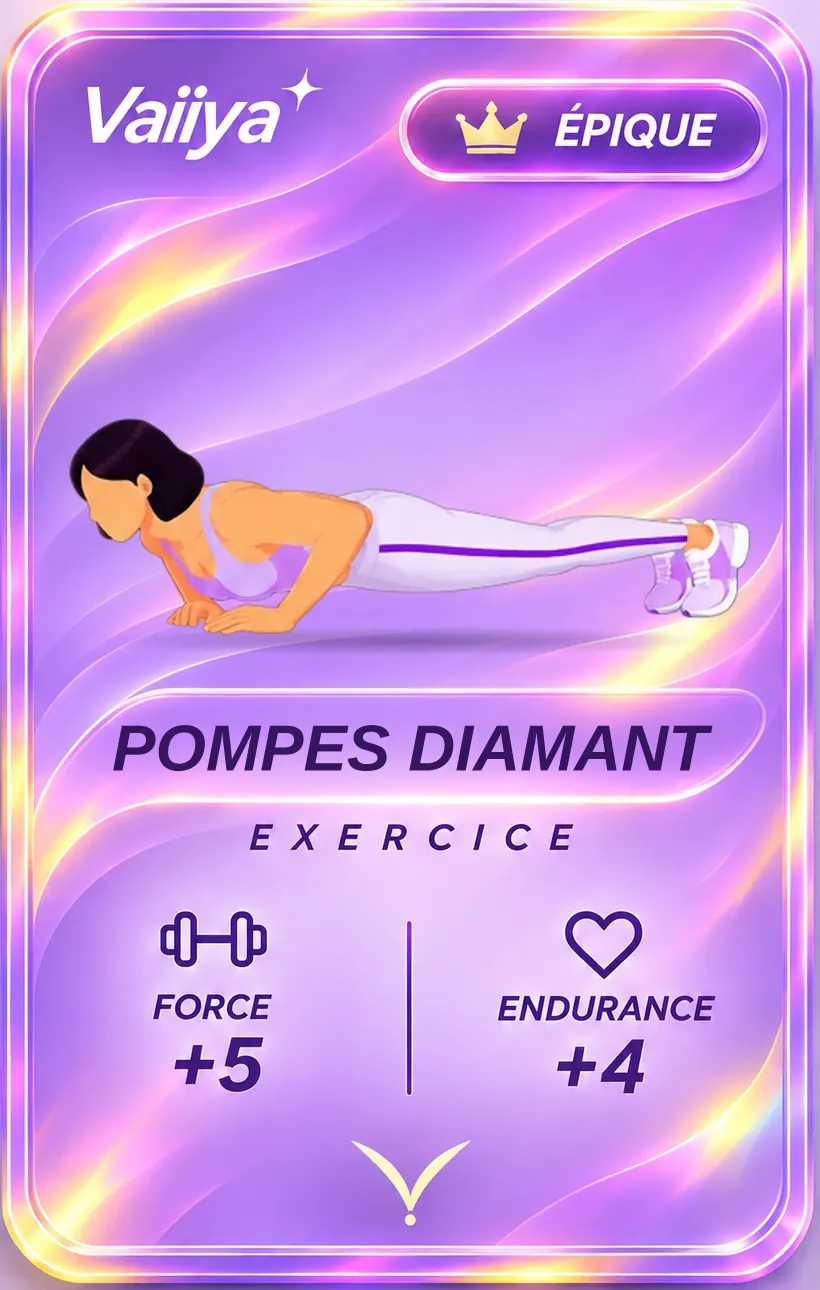 Vaiiya
ÉPIQUE
POMPES DIAMANT
EXERCICE
FORCE
+5
ENDURANCE
+4